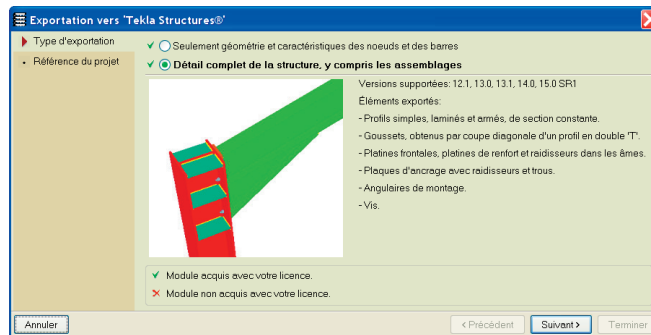 Exportation vers 'Tekla Structures®'
Type d'exportation
Référence du projet
Seulement géométrie et caractéristiques des noeuds et des barres
Détail complet de la structure, y compris les assemblages
Versions supportées: 12.1, 13.0, 13.1, 14.0, 15.0 SR1
Éléments exportés:
- Profils simples, laminés et armés, de section constante.
- Goussets, obtenus par coupe diagonale d'un profil en double 'T'.
- Platines frontales, platines de renfort et raidisseurs dans les âmes.
- Plaques d'ancrage avec raidisseurs et trous.
- Angulaires de montage.
- Vis.
Module acquis avec votre licence.
Module non acquis avec votre licence.
Annuler
< Précédent
Suivant >
Terminer